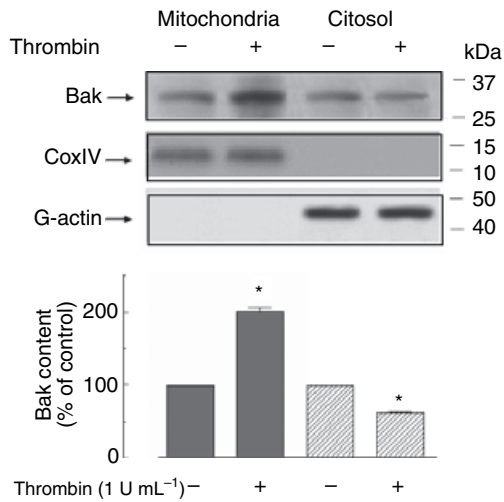 Mitochondria Citosol
Thrombin – + – + kDa
37
Bak
25
15
CoxIV
10
50
G-actin
40
Bak content
(% of control)
200
*
100
*
0
Thrombin (1 U mL⁻¹) – + – +